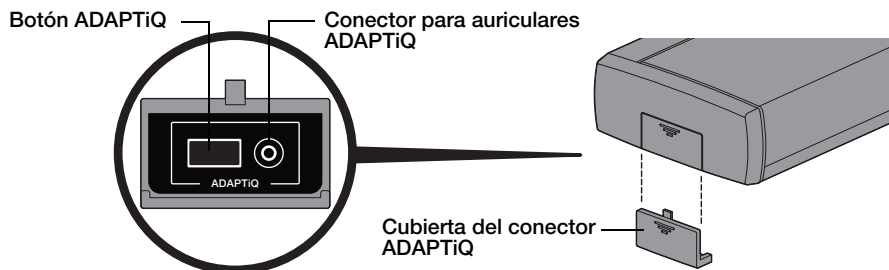 Botón ADAPTiQ
Conector para auriculares
ADAPTiQ
ADAPTiQ
Cubierta del conector
ADAPTiQ